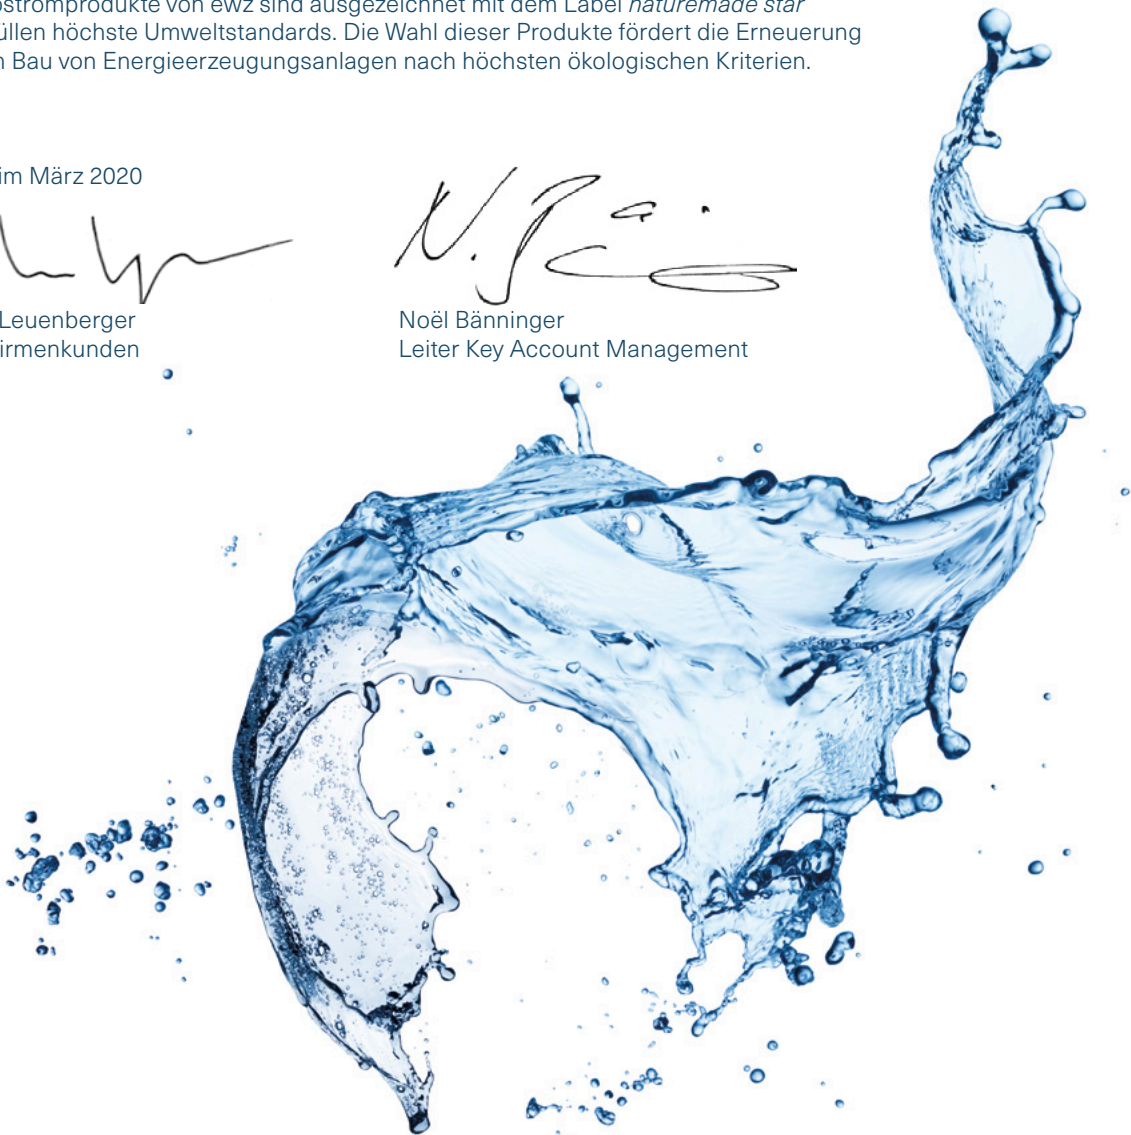 ostromprodukte von ewz sind ausgezeichnet mit dem Label naturemade star
üllen höchste Umweltstandards. Die Wahl dieser Produkte fördert die Erneuerung
n Bau von Energieerzeugungsanlagen nach höchsten ökologischen Kriterien.
im März 2020
N. Bä
Leuenberger
irmenkunden
Noël Bänninger
Leiter Key Account Management